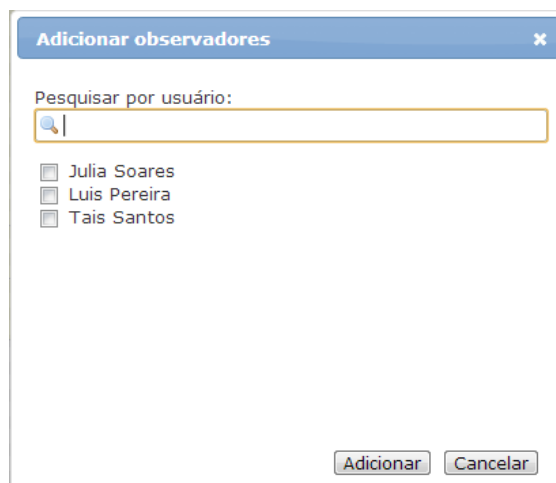 Adicionar observadores
Pesquisar por usuário:
Julia Soares
Luis Pereira
Tais Santos
Adicionar Cancelar